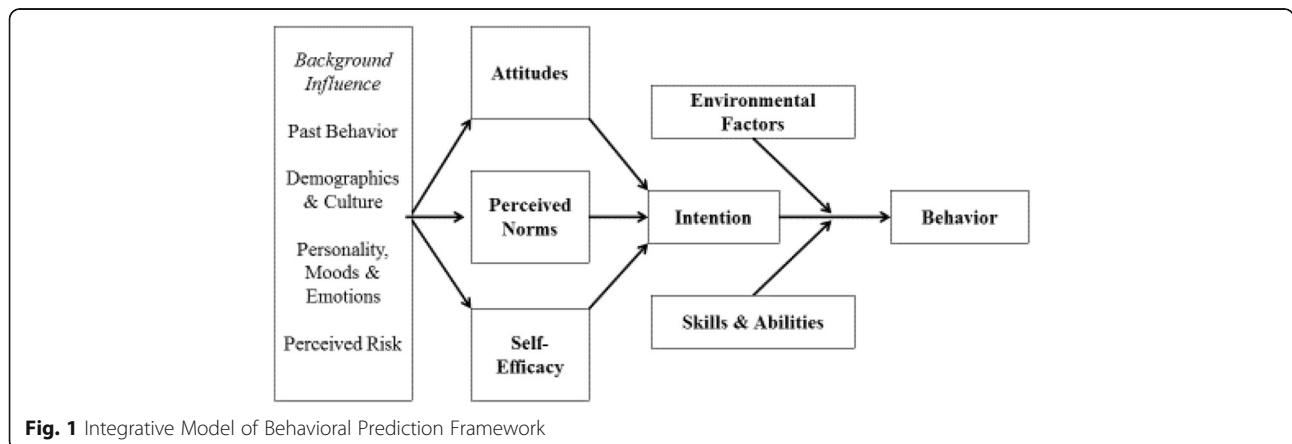 Background
Influence
Past Behavior
Demographics
& Culture
Personality,
Moods &
Emotions
Perceived Risk
Attitudes
Perceived
Norms
Self-
Efficacy
Environmental
Factors
Intention
Behavior
Skills & Abilities
Fig. 1 Integrative Model of Behavioral Prediction Framework